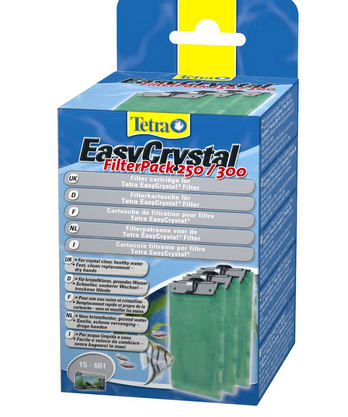 Tetra
EasyCrystal
FilterPack 250/300
Tetra
EasyCrystal
FilterPack 250/300
UK
Filter cartridge for
Tetra EasyCrystal® Filter
D
Filterkartusche für
Tetra EasyCrystal® Filter
F
Cartouche de filtration pour filtre
Tetra EasyCrystal®
NL
Filterpatronen voor de
Tetra EasyCrystal® Filter
I
Cartuccia filtrante per filtro
Tetra EasyCrystal®
UK • For crystal clear, healthy water
• Fast, clean replacement –
dry hands
D • Für kristallklares, gesundes Wasser
• Schneller, sauberer Wechsel –
trockene Hände
F • Pour une eau saine et cristalline
• Remplacement rapide et propre de la
cartouche – sans se mouiller les mains
NL • Voor kristalhelder, gezond water
• Snelle, schone vervanging –
droge handen
I • Per acqua limpida e sana
• Facile e veloce da cambiare –
senza bagnarsi le mani
15 - 60 l